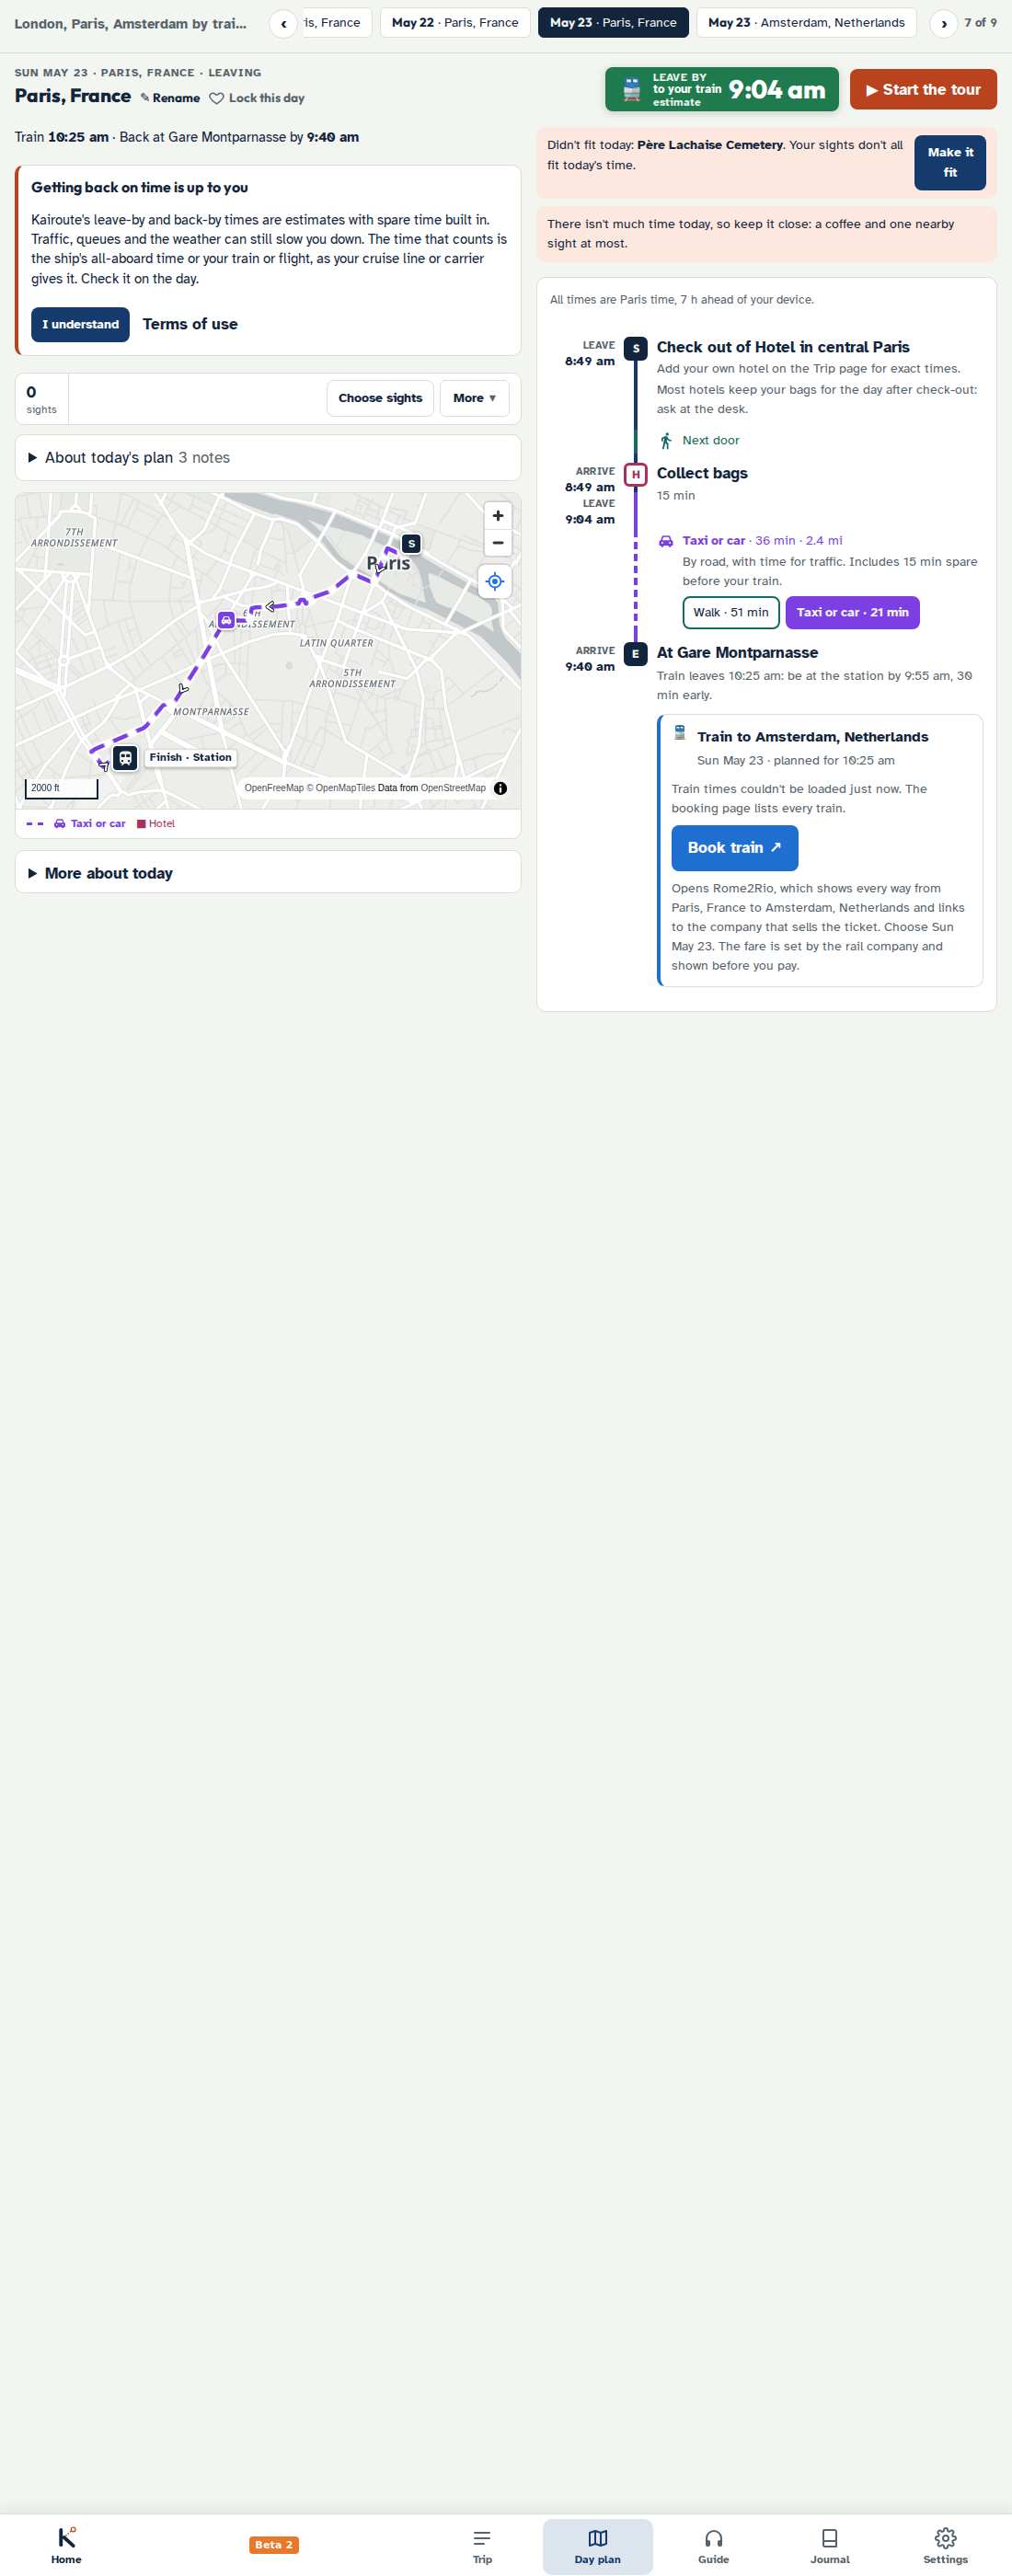 London, Paris, Amsterdam by trai...
‹
is, France
May 22 · Paris, France
May 23 · Paris, France
May 23 · Amsterdam, Netherlands
›
7 of 9
SUN MAY 23 · PARIS, FRANCE · LEAVING
Paris, France
✎ Rename
Lock this day
LEAVE BY
to your train
estimate
9:04 am
▶ Start the tour
Train 10:25 am · Back at Gare Montparnasse by 9:40 am
Getting back on time is up to you
Kairoute's leave-by and back-by times are estimates with spare time built in.
Traffic, queues and the weather can still slow you down. The time that counts is
the ship's all-aboard time or your train or flight, as your cruise line or carrier
gives it. Check it on the day.
I understand
Terms of use
0
sights
Choose sights
More ▼
▶ About today's plan 3 notes
7TH
ARRONDISSEMENT
Paris
S
LATIN QUARTER
5TH
ARRONDISSEMENT
MONTPARNASSE
Finish · Station
+
−
2000 ft
OpenFreeMap © OpenMapTiles Data from OpenStreetMap
Taxi or car
Hotel
▶ More about today
Didn't fit today: Père Lachaise Cemetery. Your sights don't all
fit today's time.
Make it
fit
There isn't much time today, so keep it close: a coffee and one nearby
sight at most.
All times are Paris time, 7 h ahead of your device.
LEAVE
8:49 am
S
Check out of Hotel in central Paris
Add your own hotel on the Trip page for exact times.
Most hotels keep your bags for the day after check-out:
ask at the desk.
Next door
ARRIVE
8:49 am
LEAVE
9:04 am
H
Collect bags
15 min
Taxi or car · 36 min · 2.4 mi
By road, with time for traffic. Includes 15 min spare
before your train.
Walk · 51 min
Taxi or car · 21 min
ARRIVE
9:40 am
E
At Gare Montparnasse
Train leaves 10:25 am: be at the station by 9:55 am, 30
min early.
Train to Amsterdam, Netherlands
Sun May 23 · planned for 10:25 am
Train times couldn't be loaded just now. The
booking page lists every train.
Book train ↗
Opens Rome2Rio, which shows every way from
Paris, France to Amsterdam, Netherlands and links
to the company that sells the ticket. Choose Sun
May 23. The fare is set by the rail company and
shown before you pay.
Home
Beta 2
Trip
Day plan
Guide
Journal
Settings